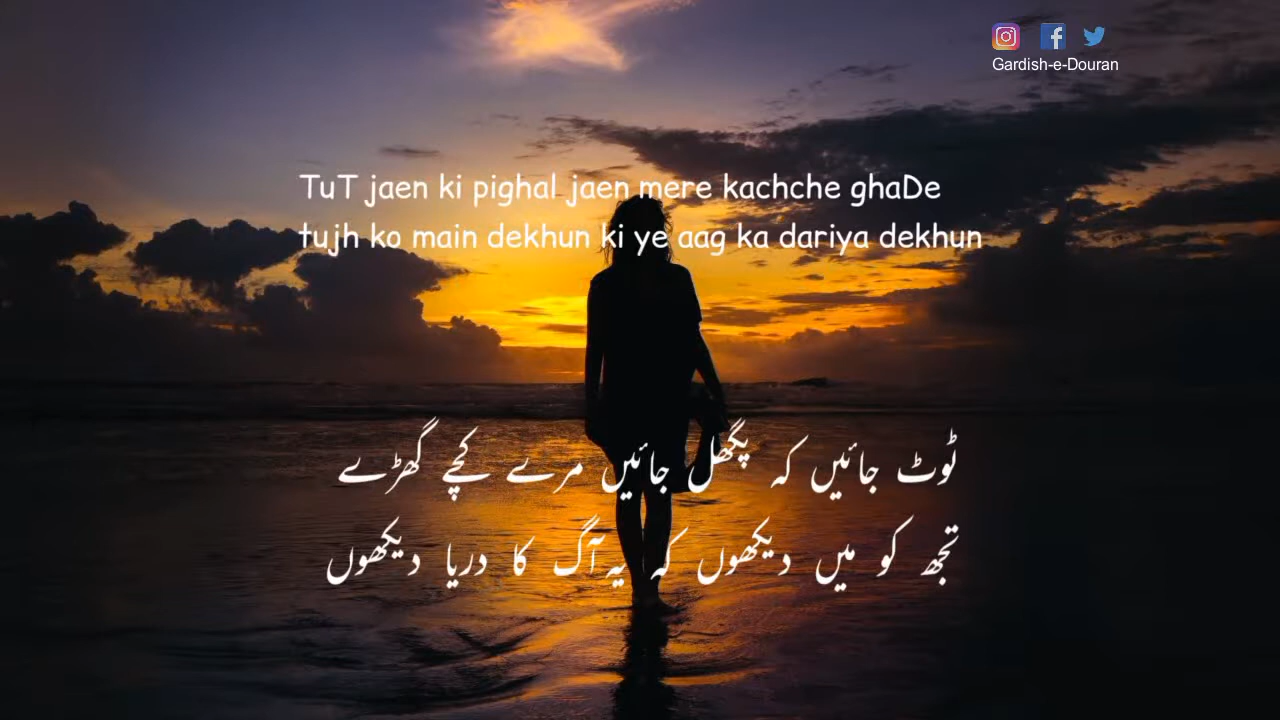 Gardish-e-Douran
TuT jaen ki pighal jaen mere kachche ghaDe
tujh ko main dekhun ki ye aag ka dariya dekhun
ٹوٹ جائیں کہ پگھل جائیں مرے کچے گھڑے
تجھ کو میں دیکھوں کہ یہ آگ کا دریا دیکھوں